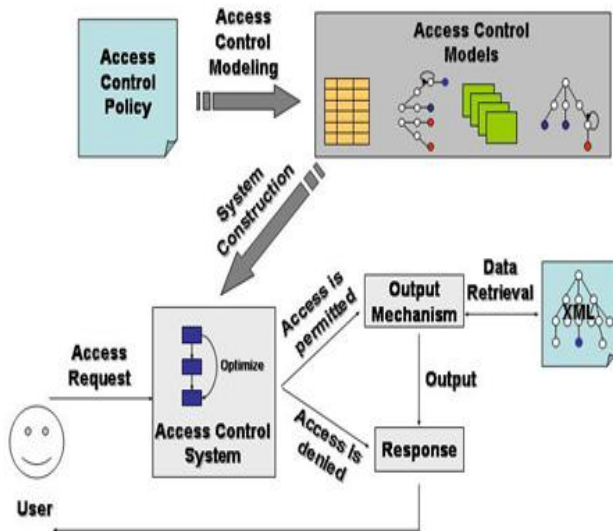 Access
Control
Policy
Access
Control
Modeling
Access Control
Models
System
Construction
User
Access
Request
Optimize
Access Control
System
Access is
permitted
Access is
denied
Output
Mechanism
Data
Retrieval
XML
Output
Response